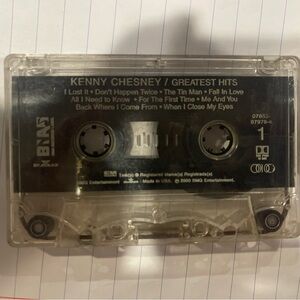 KENNY CHESNEY / GREATEST HITS
I Lost It • Don't Happen Twice • The Tin Man • Fall In Love
All I Need to Know • For The First Time • Me And You
Back Where I Come From • When I Close My Eyes
BNA
1
BMG Entertainment
Made in U.S.A.
℗ 2000 BMG Entertainment